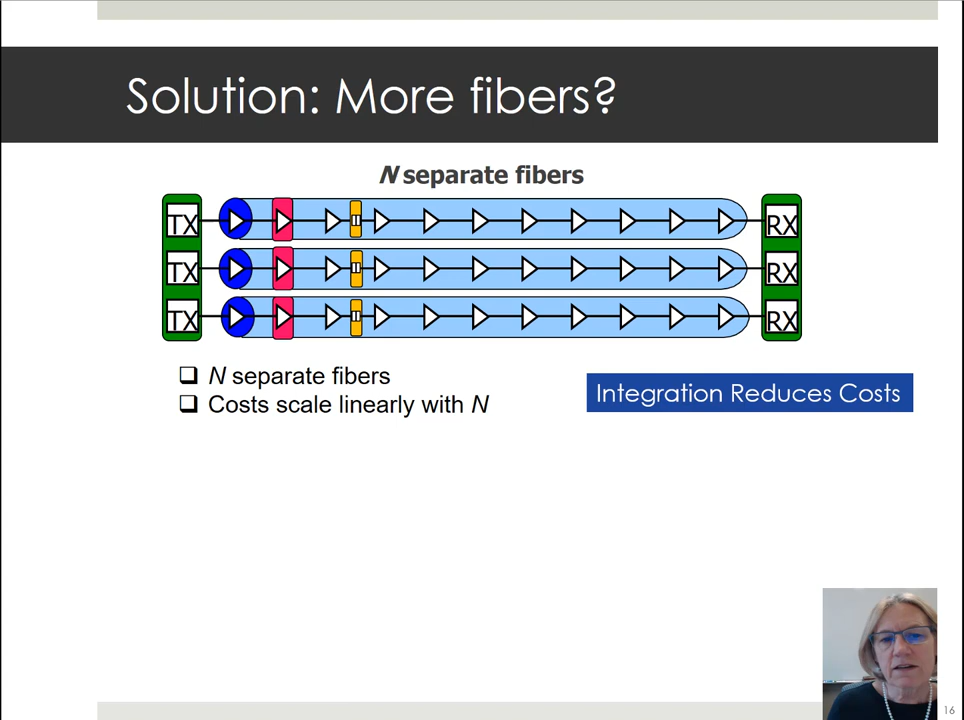 Solution: More fibers?
N separate fibers
TX RX
TX RX
TX RX
❑ N separate fibers
❑ Costs scale linearly with N
Integration Reduces Costs
16